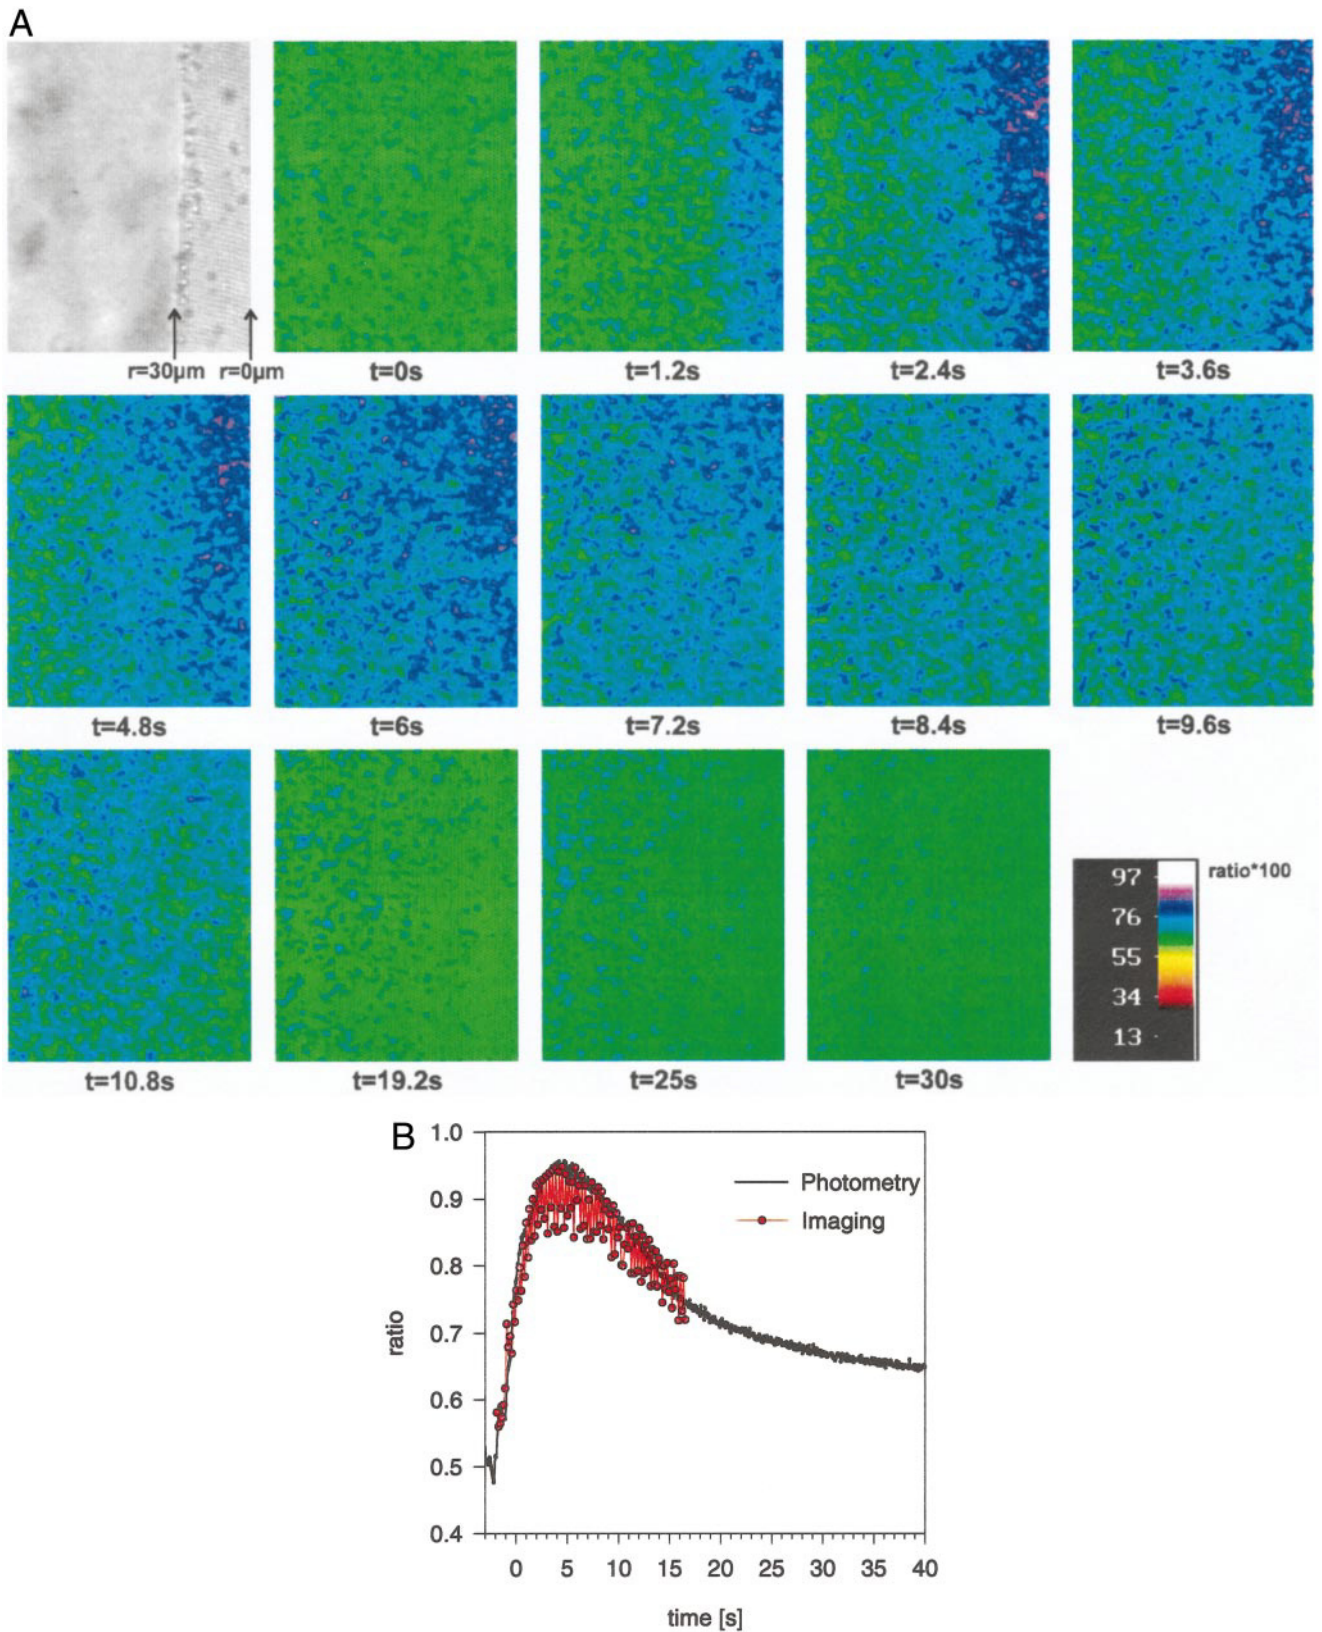 A
r=30µm r=0µm t=0s t=1.2s t=2.4s t=3.6s
t=4.8s t=6s t=7.2s t=8.4s t=9.6s
97 ratio*100
76
55
34
13
t=10.8s t=19.2s t=25s t=30s
B
1.0
0.9
0.8
0.7
0.6
0.5
0.4
ratio
Photometry
Imaging
0 5 10 15 20 25 30 35 40
time [s]